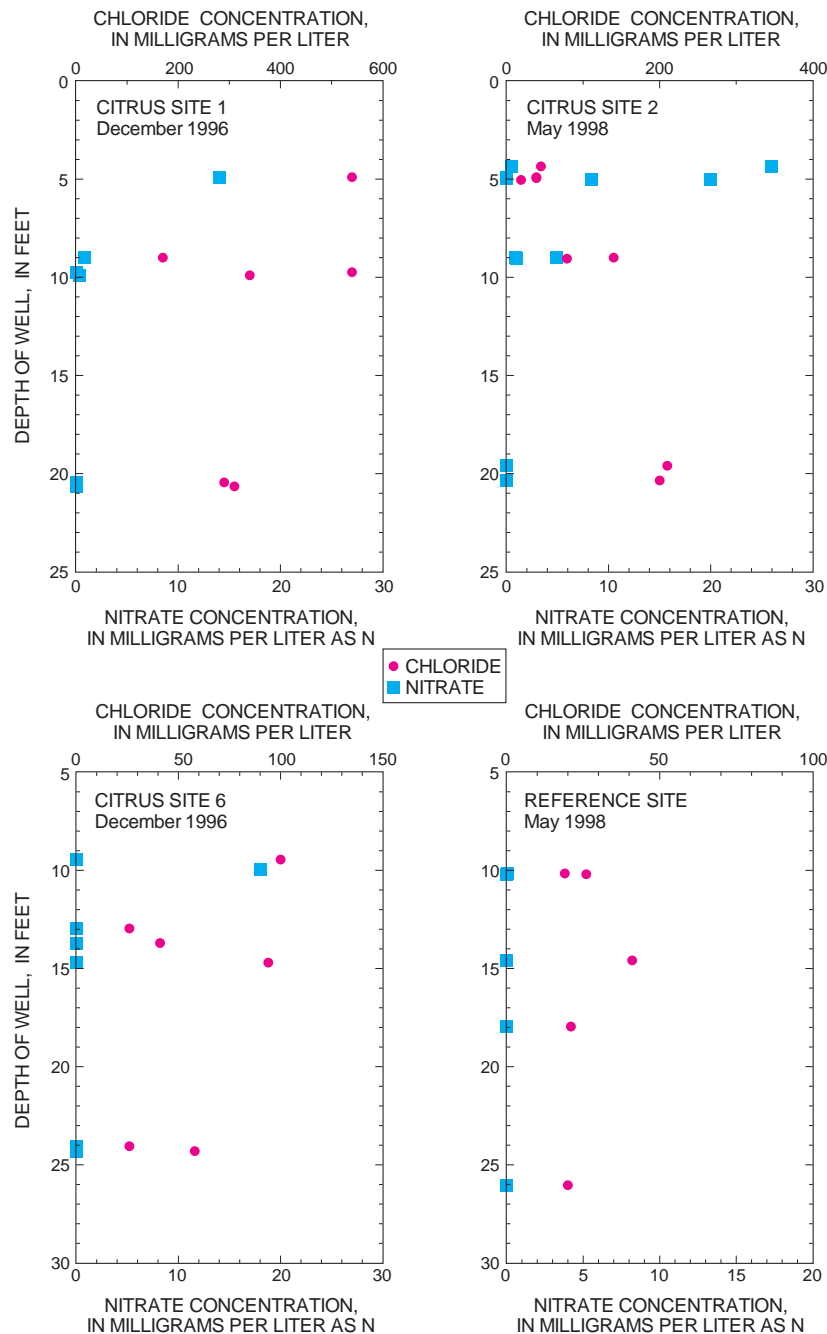 CHLORIDE CONCENTRATION,
IN MILLIGRAMS PER LITER
0 200 400 600
CITRUS SITE 1
December 1996
DEPTH OF WELL, IN FEET
0
5
10
15
20
25
0 10 20 30
NITRATE CONCENTRATION,
IN MILLIGRAMS PER LITER AS N
CHLORIDE CONCENTRATION,
IN MILLIGRAMS PER LITER
0 200 400
CITRUS SITE 2
May 1998
0
5
10
15
20
25
0 10 20 30
NITRATE CONCENTRATION,
IN MILLIGRAMS PER LITER AS N
CHLORIDE
NITRATE
CHLORIDE CONCENTRATION,
IN MILLIGRAMS PER LITER
0 50 100 150
CITRUS SITE 6
December 1996
DEPTH OF WELL, IN FEET
5
10
15
20
25
30
0 10 20 30
NITRATE CONCENTRATION,
IN MILLIGRAMS PER LITER AS N
CHLORIDE CONCENTRATION,
IN MILLIGRAMS PER LITER
0 50 100
REFERENCE SITE
May 1998
5
10
15
20
25
30
0 5 10 15 20
NITRATE CONCENTRATION,
IN MILLIGRAMS PER LITER AS N